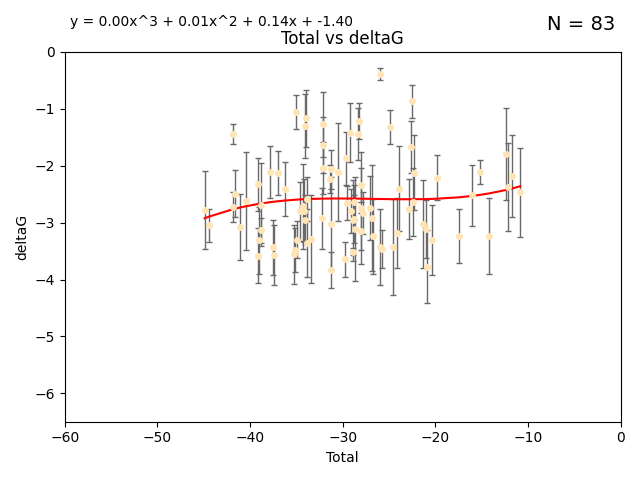 y = 0.00x^3 + 0.01x^2 + 0.14x + -1.40
N = 83
Total vs deltaG
0
−1
−2
−3
−4
−5
−6
deltaG
−60 −50 −40 −30 −20 −10 0
Total